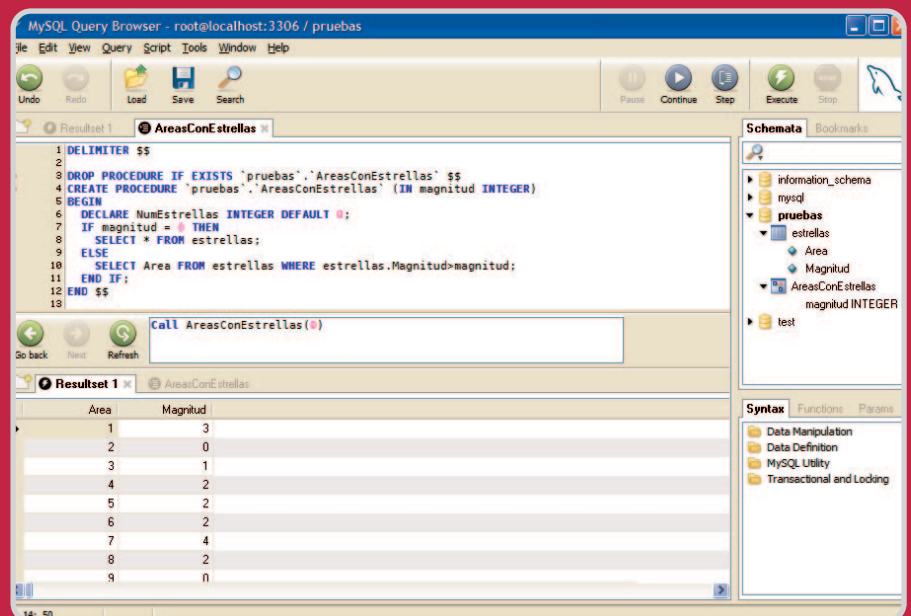 MySQL Query Browser - root@localhost:3306 / pruebas
File Edit View Query Script Tools Window Help
Undo Redo Load Save Search Pause Continue Step Execute Stop
Resultset 1 AreasConEstrellas
1 DELIMITER $$
2
3 DROP PROCEDURE IF EXISTS `pruebas`.`AreasConEstrellas` $$
4 CREATE PROCEDURE `pruebas`.`AreasConEstrellas` (IN magnitud INTEGER)
5 BEGIN
6 DECLARE NumEstrellas INTEGER DEFAULT 0;
7 IF magnitud = 0 THEN
8 SELECT * FROM estrellas;
9 ELSE
10 SELECT Area FROM estrellas WHERE estrellas.Magnitud>magnitud;
11 END IF;
12 END $$
13
Schemata Bookmarks
information_schema
mysql
pruebas
estrellas
Area
Magnitud
AreasConEstrellas
magnitud INTEGER
test
Call AreasConEstrellas(0)
Go back Next Refresh
Resultset 1 AreasConEstrellas
Area Magnitud
1 3
2 0
3 1
4 2
5 2
6 2
7 4
8 2
9 0
Syntax Functions Params
Data Manipulation
Data Definition
MySQL Utility
Transactional and Locking
14: 50